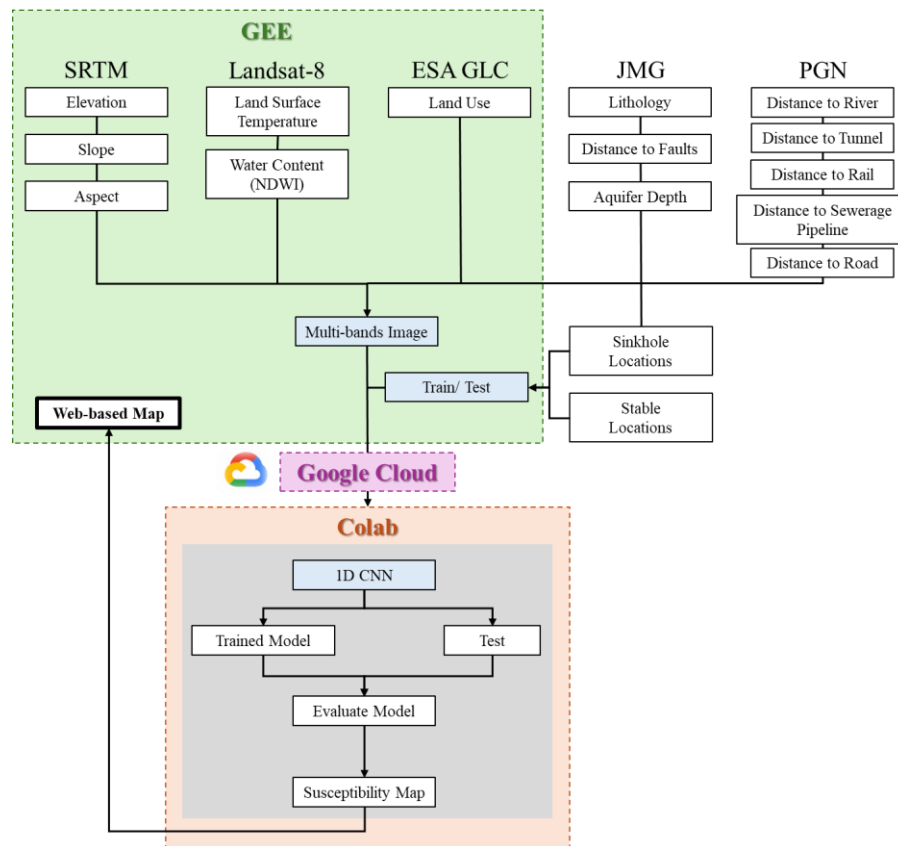 GEE
SRTM
Landsat-8
ESA GLC
JMG
PGN
Elevation
Slope
Aspect
Land Surface
Temperature
Water Content
(NDWI)
Land Use
Lithology
Distance to Faults
Aquifer Depth
Distance to River
Distance to Tunnel
Distance to Rail
Distance to Sewerage
Pipeline
Distance to Road
Multi-bands Image
Train/ Test
Sinkhole
Locations
Stable
Locations
Web-based Map
Google Cloud
Colab
1D CNN
Trained Model
Test
Evaluate Model
Susceptibility Map